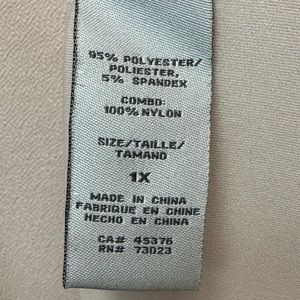 95% POLYESTER/
POLIESTER,
5% SPANDEX
COMBO:
100% NYLON
SIZE/TAILLE/
TAMANO
1X
MADE IN CHINA
FABRIQUE EN CHINE
HECHO EN CHINA
CA# 45376
RN# 73023